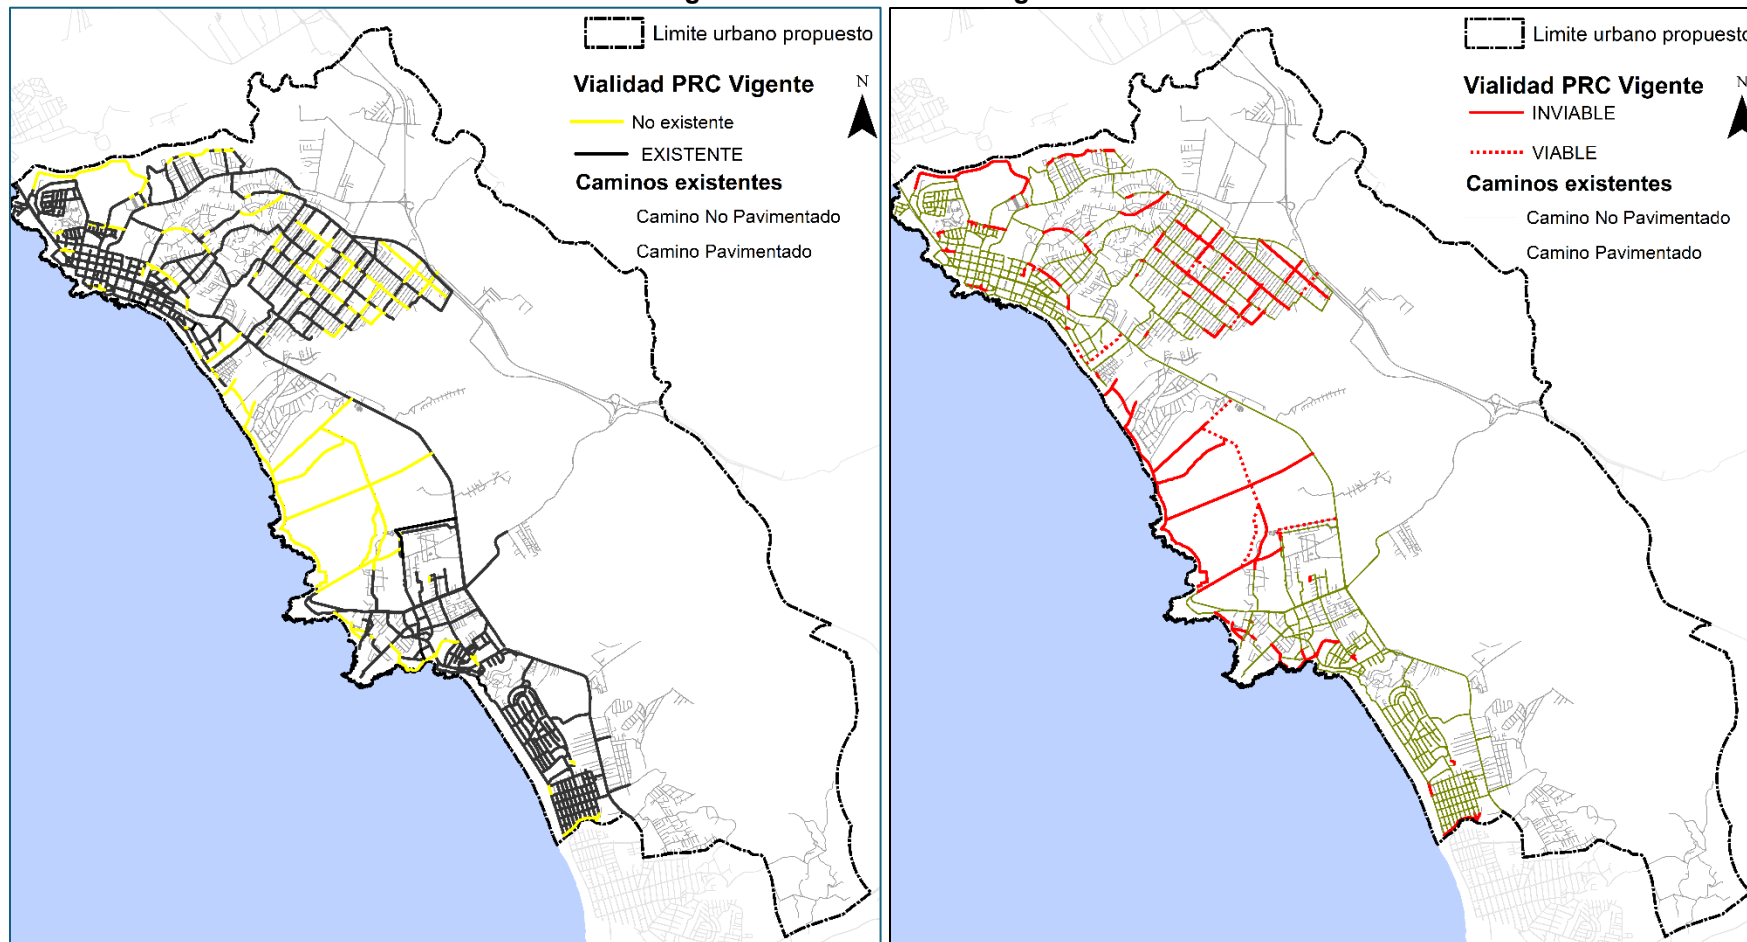 Limite urbano propuesto
Vialidad PRC Vigente
N
No existente
EXISTENTE
Caminos existentes
Camino No Pavimentado
Camino Pavimentado
Limite urbano propuesto
Vialidad PRC Vigente
N
INVIABLE
VIABLE
Caminos existentes
Camino No Pavimentado
Camino Pavimentado